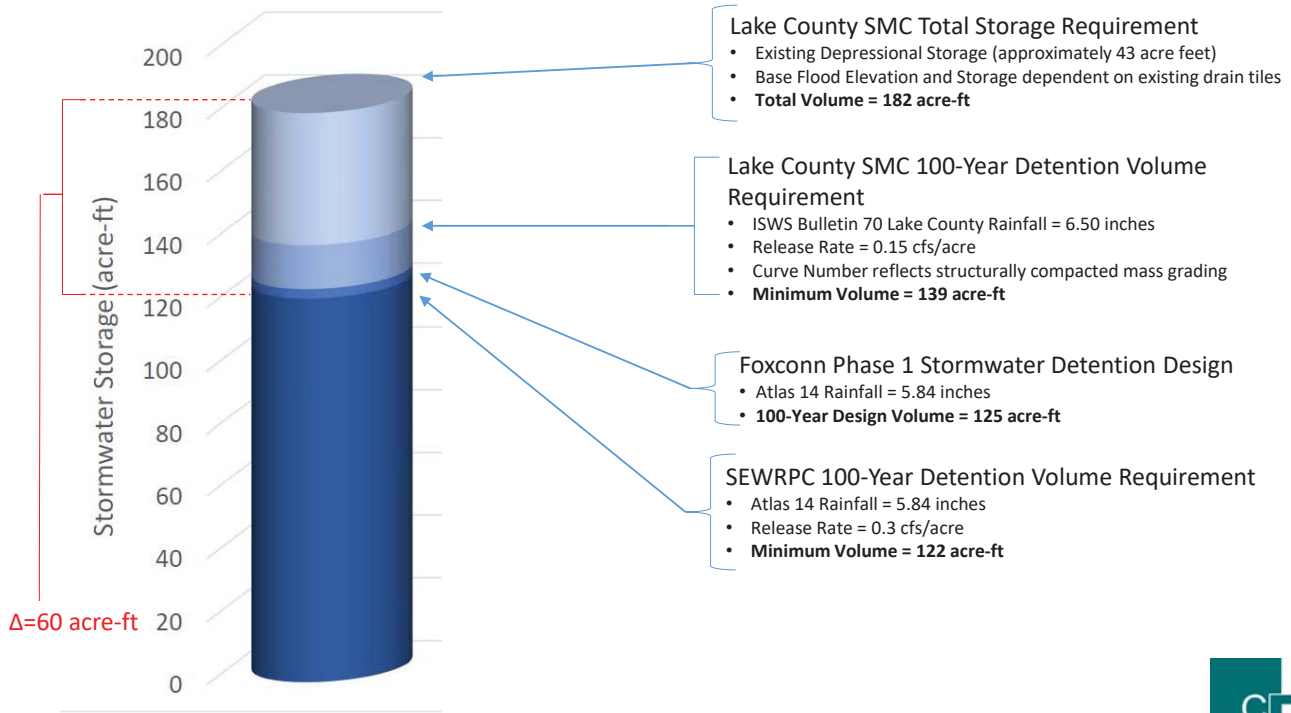 Stormwater Storage (acre-ft)
200
180
160
140
120
100
80
60
40
20
0
Δ=60 acre-ft
Lake County SMC Total Storage Requirement
• Existing Depressional Storage (approximately 43 acre feet)
• Base Flood Elevation and Storage dependent on existing drain tiles
• Total Volume = 182 acre-ft
Lake County SMC 100-Year Detention Volume
Requirement
• ISWS Bulletin 70 Lake County Rainfall = 6.50 inches
• Release Rate = 0.15 cfs/acre
• Curve Number reflects structurally compacted mass grading
• Minimum Volume = 139 acre-ft
Foxconn Phase 1 Stormwater Detention Design
• Atlas 14 Rainfall = 5.84 inches
• 100-Year Design Volume = 125 acre-ft
SEWRPC 100-Year Detention Volume Requirement
• Atlas 14 Rainfall = 5.84 inches
• Release Rate = 0.3 cfs/acre
• Minimum Volume = 122 acre-ft